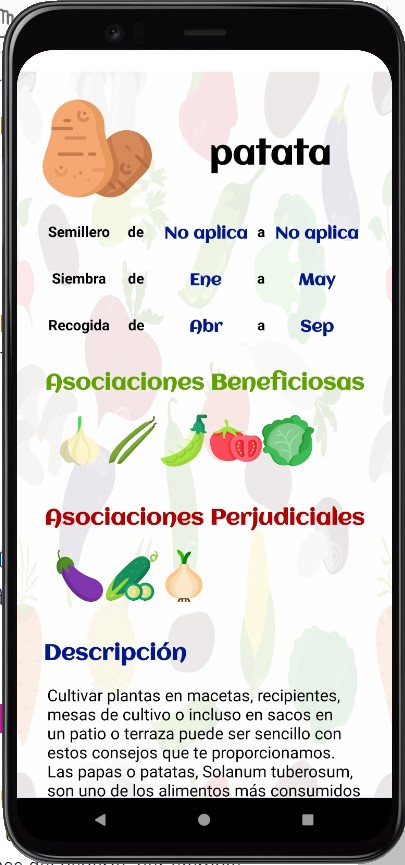 patata
Semillero de No aplica a No aplica
Siembra de Ene a May
Recogida de Abr a Sep
Asociaciones Beneficiosas
Asociaciones Perjudiciales
Descripción
Cultivar plantas en macetas, recipientes,
mesas de cultivo o incluso en sacos en
un patio o terraza puede ser sencillo con
estos consejos que te proporcionamos.
Las papas o patatas, Solanum tuberosum,
son uno de los alimentos más consumidos